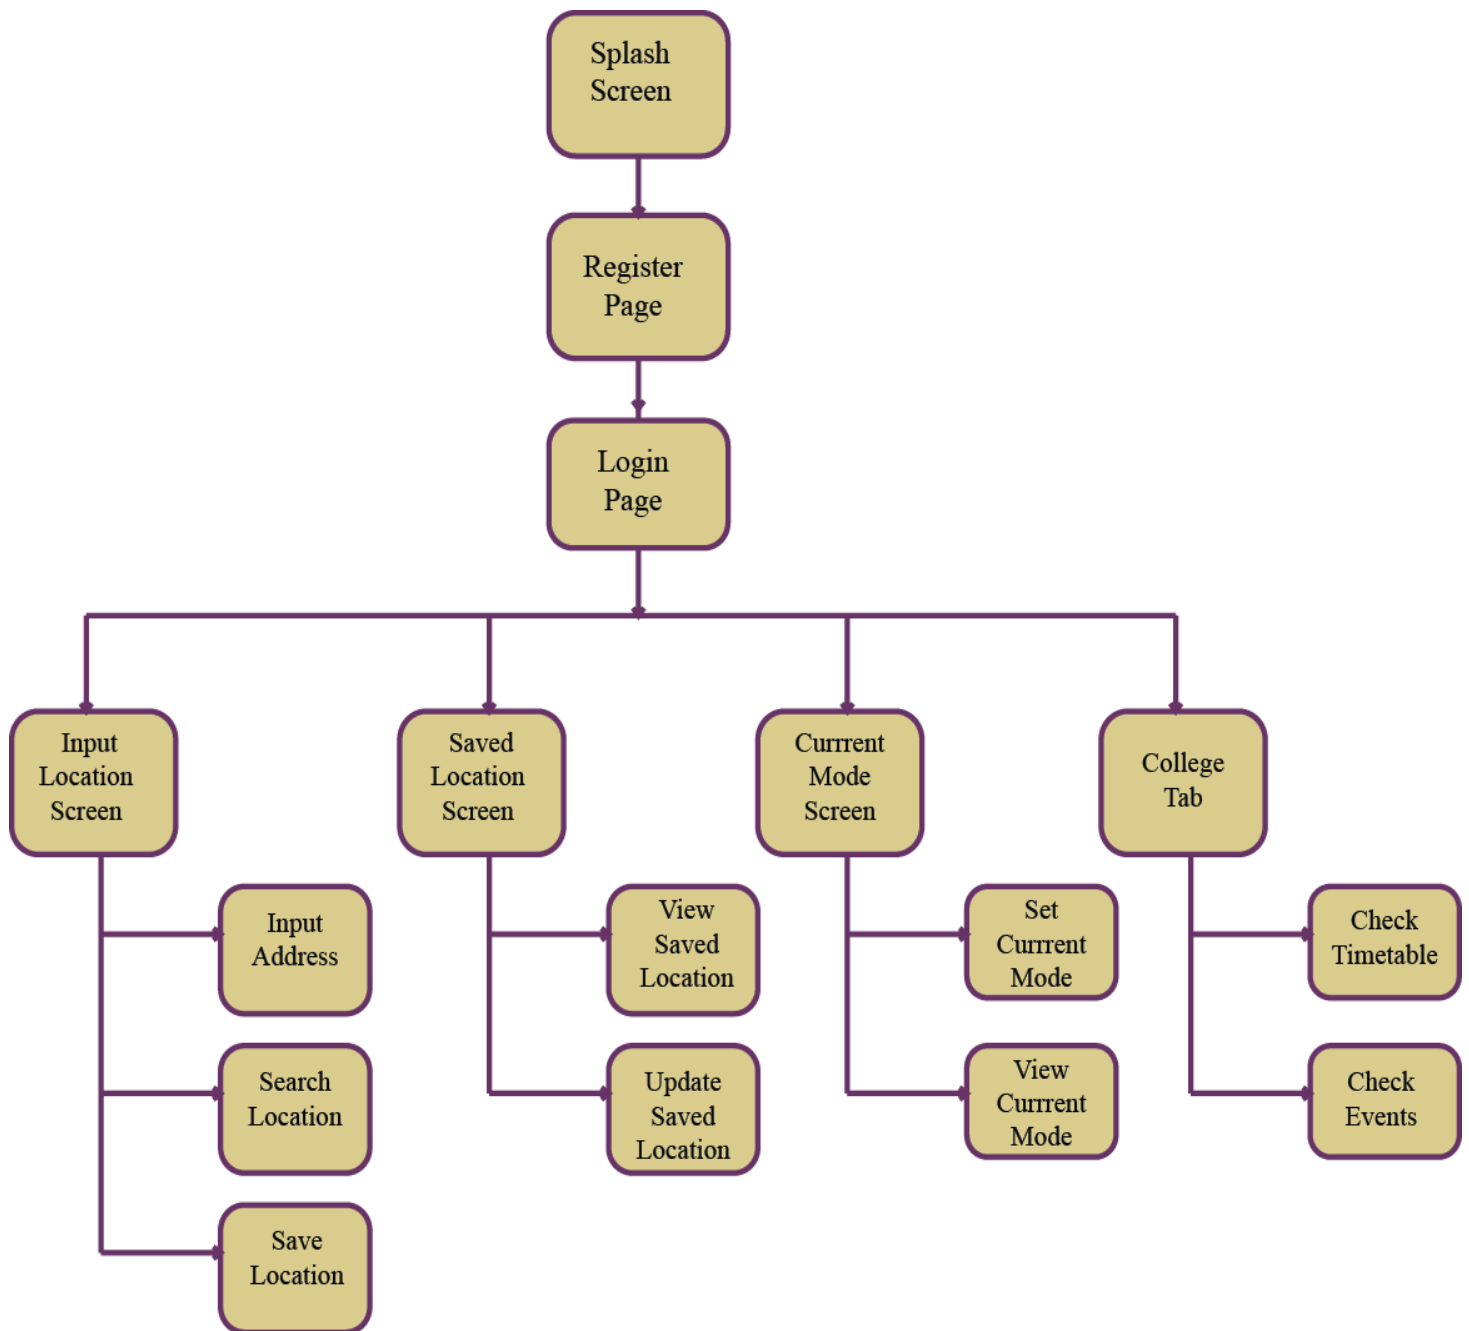 Splash
Screen
Register
Page
Login
Page
Input
Location
Screen
Saved
Location
Screen
Currrent
Mode
Screen
College
Tab
Input
Address
View
Saved
Location
Set
Currrent
Mode
Check
Timetable
Search
Location
Update
Saved
Location
View
Currrent
Mode
Check
Events
Save
Location